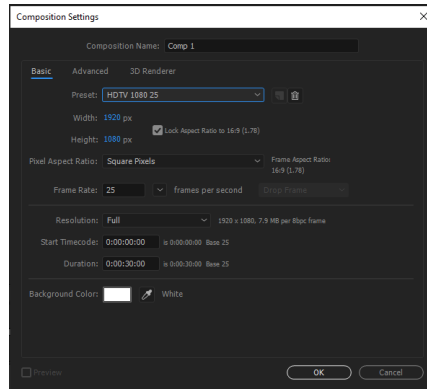 Composition Settings
Composition Name: Comp 1
Basic Advanced 3D Renderer
Preset: HDTV 1080 25
Width: 1920 px
Lock Aspect Ratio to 16:9 (1.78)
Height: 1080 px
Pixel Aspect Ratio: Square Pixels Frame Aspect Ratio:
16:9 (1.78)
Frame Rate: 25 frames per second Drop Frame
Resolution: Full 1920 x 1080, 7.9 MB per 8bpc frame
Start Timecode: 0:00:00:00 is 0:00:00:00 Base 25
Duration: 0:00:30:00 is 0:00:30:00 Base 25
Background Color: White
Preview OK Cancel